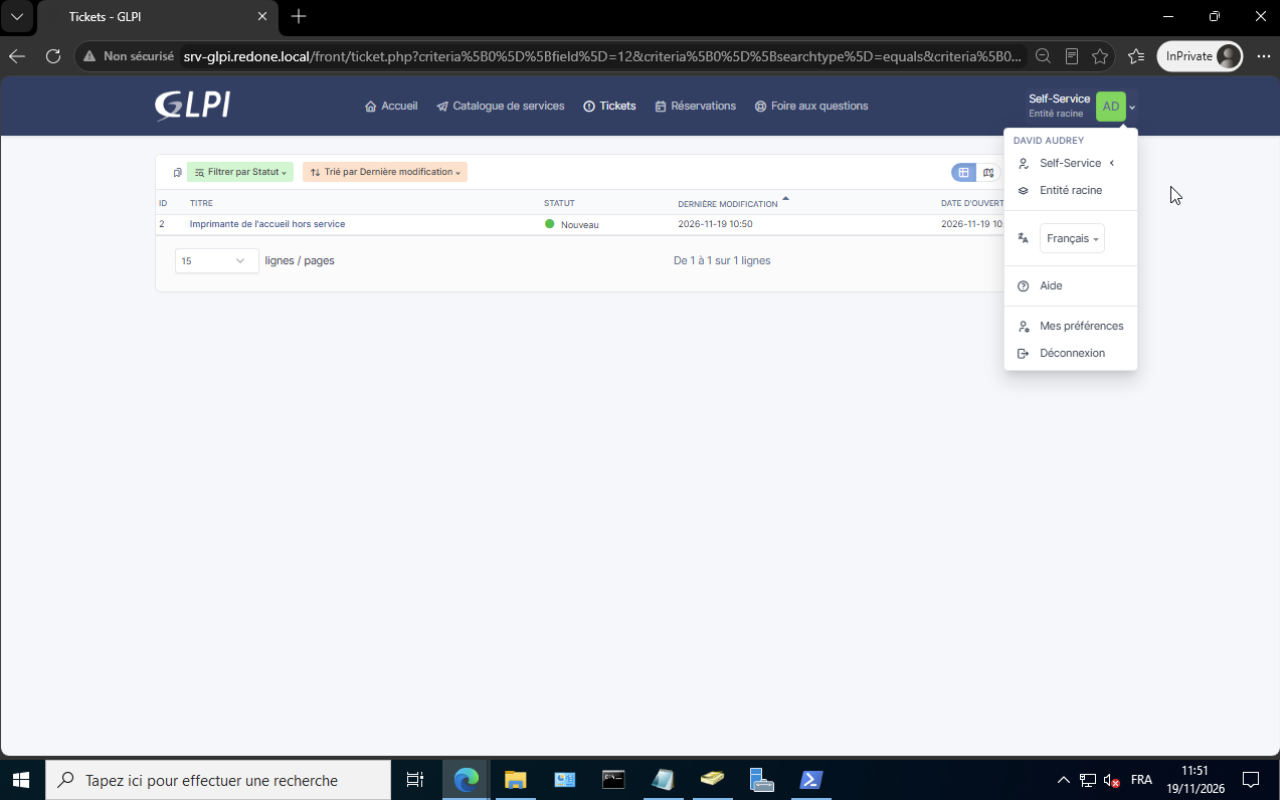 Tickets - GLPI
Non sécurisé srv-glpi.redone.local/front/ticket.php?criteria%5B0%5D%5Bfield%5D=12&criteria%5B0%5D%5Bsearchtype%5D=equals&criteria%5B0... InPrivate
GLPI Accueil Catalogue de services Tickets Réservations Foire aux questions Self-Service AD
Entité racine
DAVID AUDREY
Self-Service
Entité racine
Français
Aide
Mes préférences
Déconnexion
Filtrer par Statut Trié par Dernière modification
ID TITRE STATUT DERNIÈRE MODIFICATION DATE D'OUVERT
2 Imprimante de l'accueil hors service Nouveau 2026-11-19 10:50 2026-11-19 10
15 lignes / pages De 1 à 1 sur 1 lignes
Tapez ici pour effectuer une recherche FRA 11:51
19/11/2026